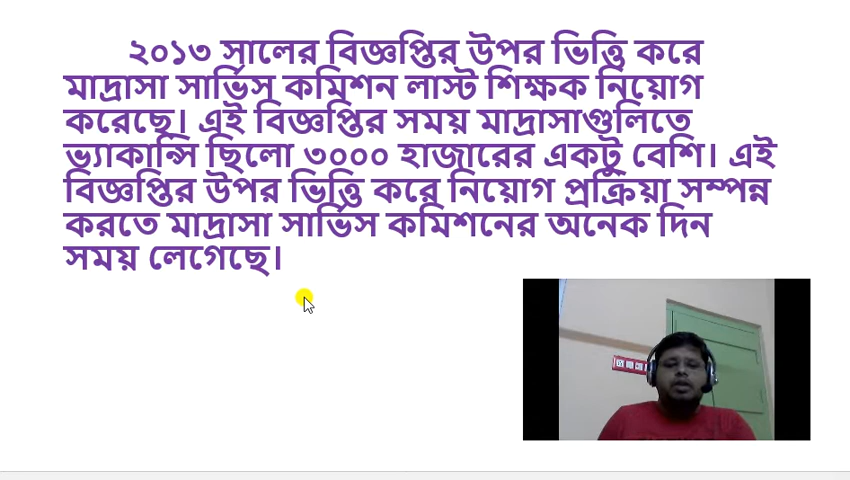 ২০১৩ সালের বিজ্ঞপ্তির উপর ভিত্তি করে
মাদ্রাসা সার্ভিস কমিশন লাস্ট শিক্ষক নিয়োগ
করেছে। এই বিজ্ঞপ্তির সময় মাদ্রাসাগুলিতে
ভ্যাকান্সি ছিলো ৩০০০ হাজারের একটু বেশি। এই
বিজ্ঞপ্তির উপর ভিত্তি করে নিয়োগ প্রক্রিয়া সম্পন্ন
করতে মাদ্রাসা সার্ভিস কমিশনের অনেক দিন
সময় লেগেছে।